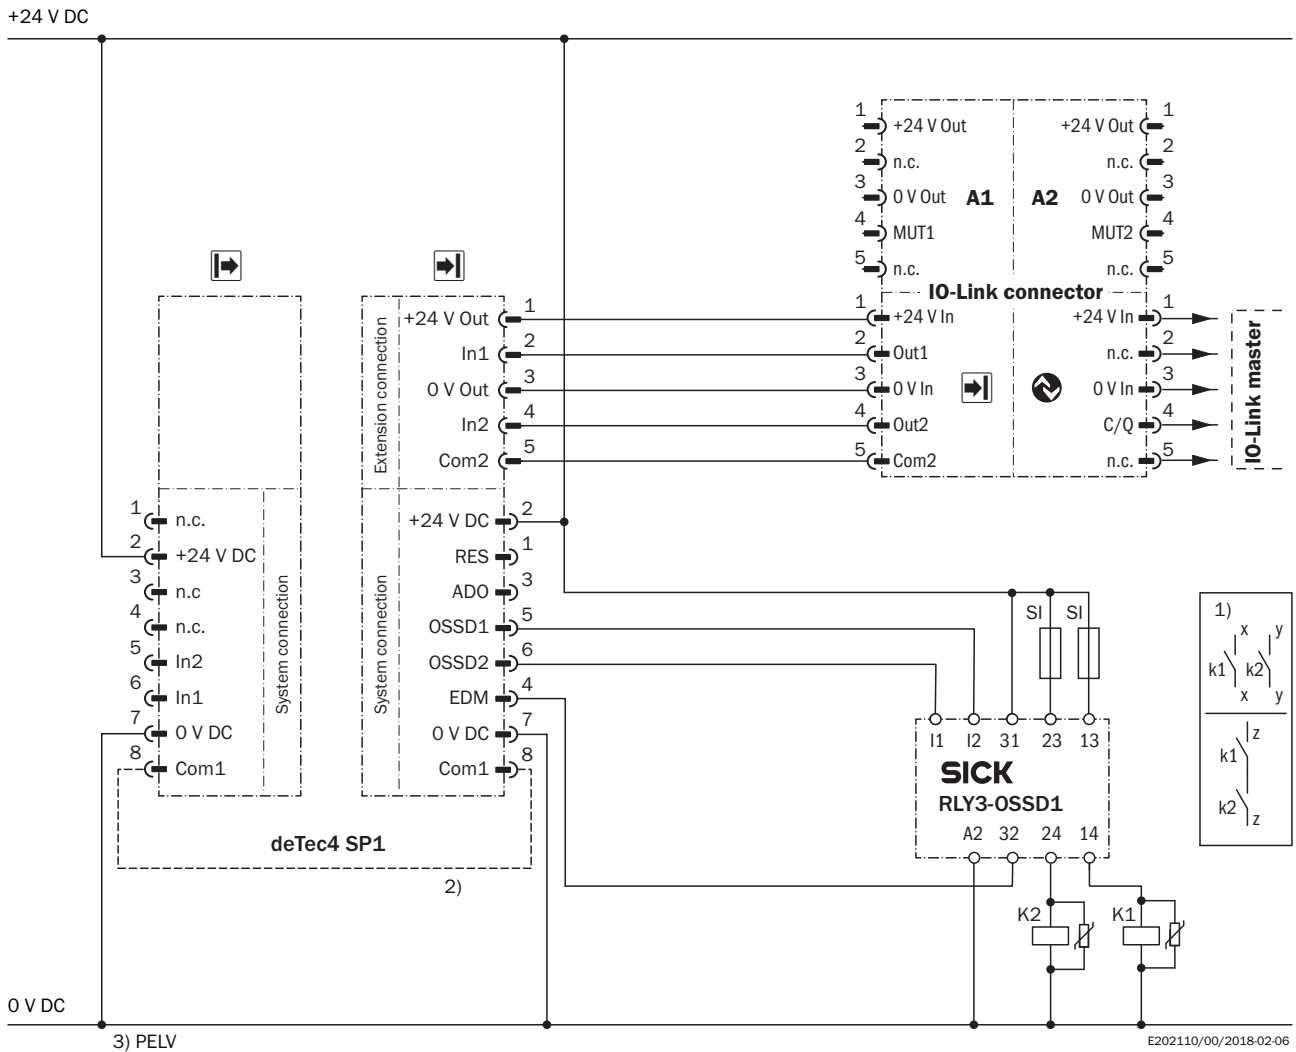 +24 V DC
1 +24 V Out
2 n.c.
3 0 V Out
4 MUT1
5 n.c.
A1
A2
+24 V Out 1
n.c. 2
0 V Out 3
MUT2 4
n.c. 5
IO-Link connector
1 +24 V In
2 Out1
3 0 V In
4 Out2
5 Com2
+24 V In 1
n.c. 2
0 V In 3
C/Q 4
n.c. 5
IO-Link master
Extension connection
+24 V Out 1
In1 2
0 V Out 3
In2 4
Com2 5
System connection
+24 V DC 2
RES 1
ADO 3
OSSD1 5
OSSD2 6
EDM 4
0 V DC 7
Com1 8
1 n.c.
2 +24 V DC
3 n.c
4 n.c.
5 In2
6 In1
7 0 V DC
8 Com1
System connection
deTec4 SP1
2)
SI SI
I1 I2 31 23 13
SICK
RLY3-OSSD1
A2 32 24 14
K2 K1
1)
x y
k1 k2
x y
z
k1
k2
z
0 V DC
3) PELV
E202110/00/2018-02-06